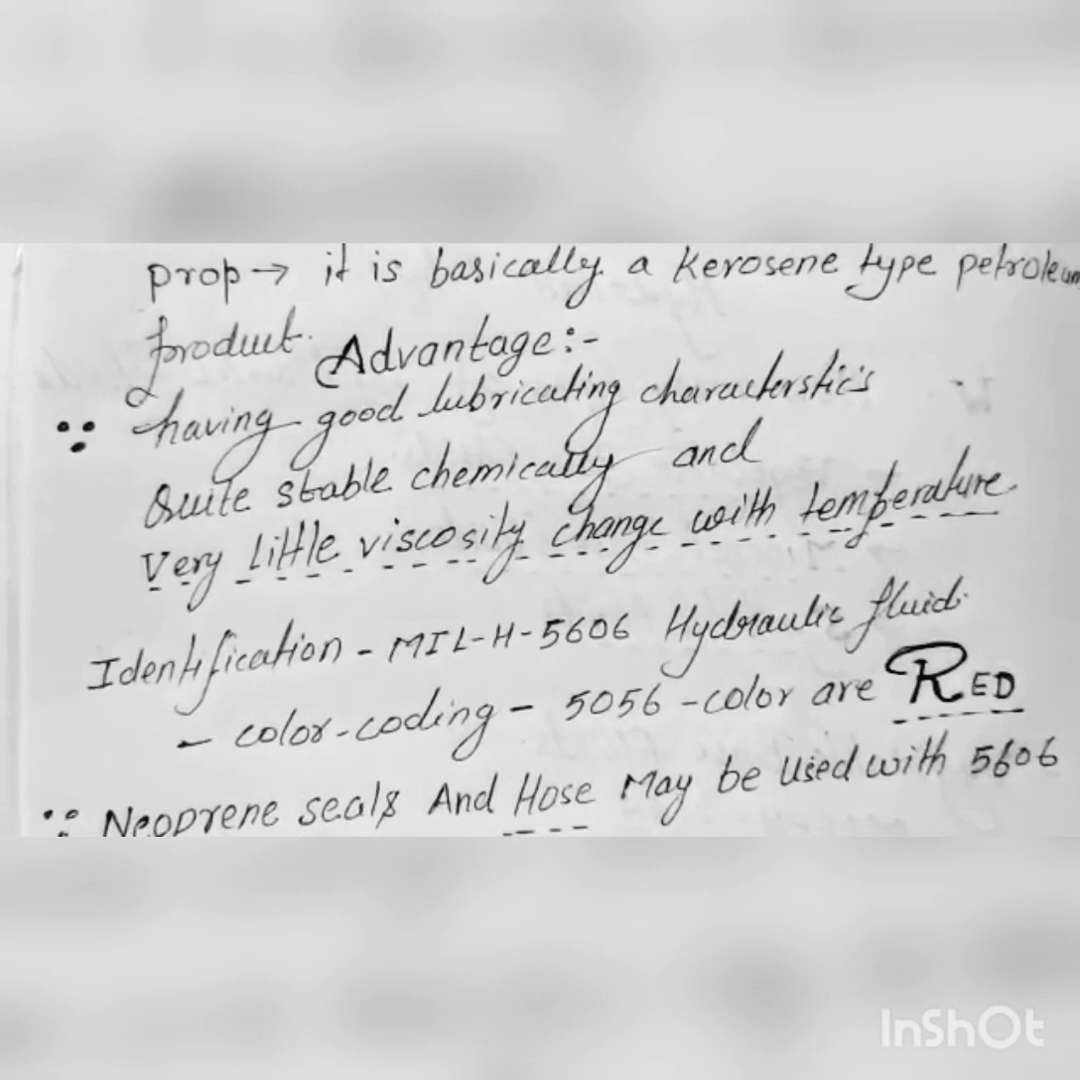 prop → it is basically a kerosene type petroleum
product. Advantage:-
having good lubricating characterstic's
Quite stable chemically and
Very little viscosity change with temperature.
Identification - MIL-H-5606 Hydraulic fluid.
- color-coding - 5056 -color are RED
Neoprene seals And Hose May be Used with 5606
InShOt